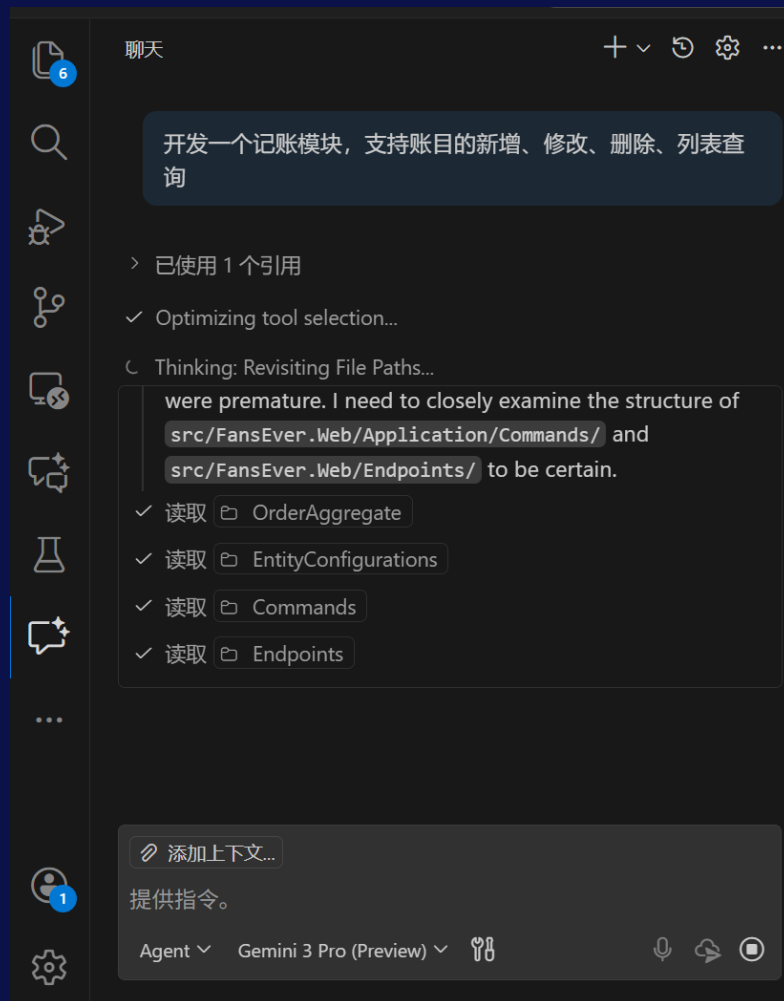 聊天
6
开发一个记账模块，支持账目的新增、修改、删除、列表查
询
已使用 1 个引用
Optimizing tool selection...
Thinking: Revisiting File Paths...
were premature. I need to closely examine the structure of
src/FansEver.Web/Application/Commands/ and
src/FansEver.Web/Endpoints/ to be certain.
读取 OrderAggregate
读取 EntityConfigurations
读取 Commands
读取 Endpoints
添加上下文...
1
提供指令。
Agent Gemini 3 Pro (Preview)